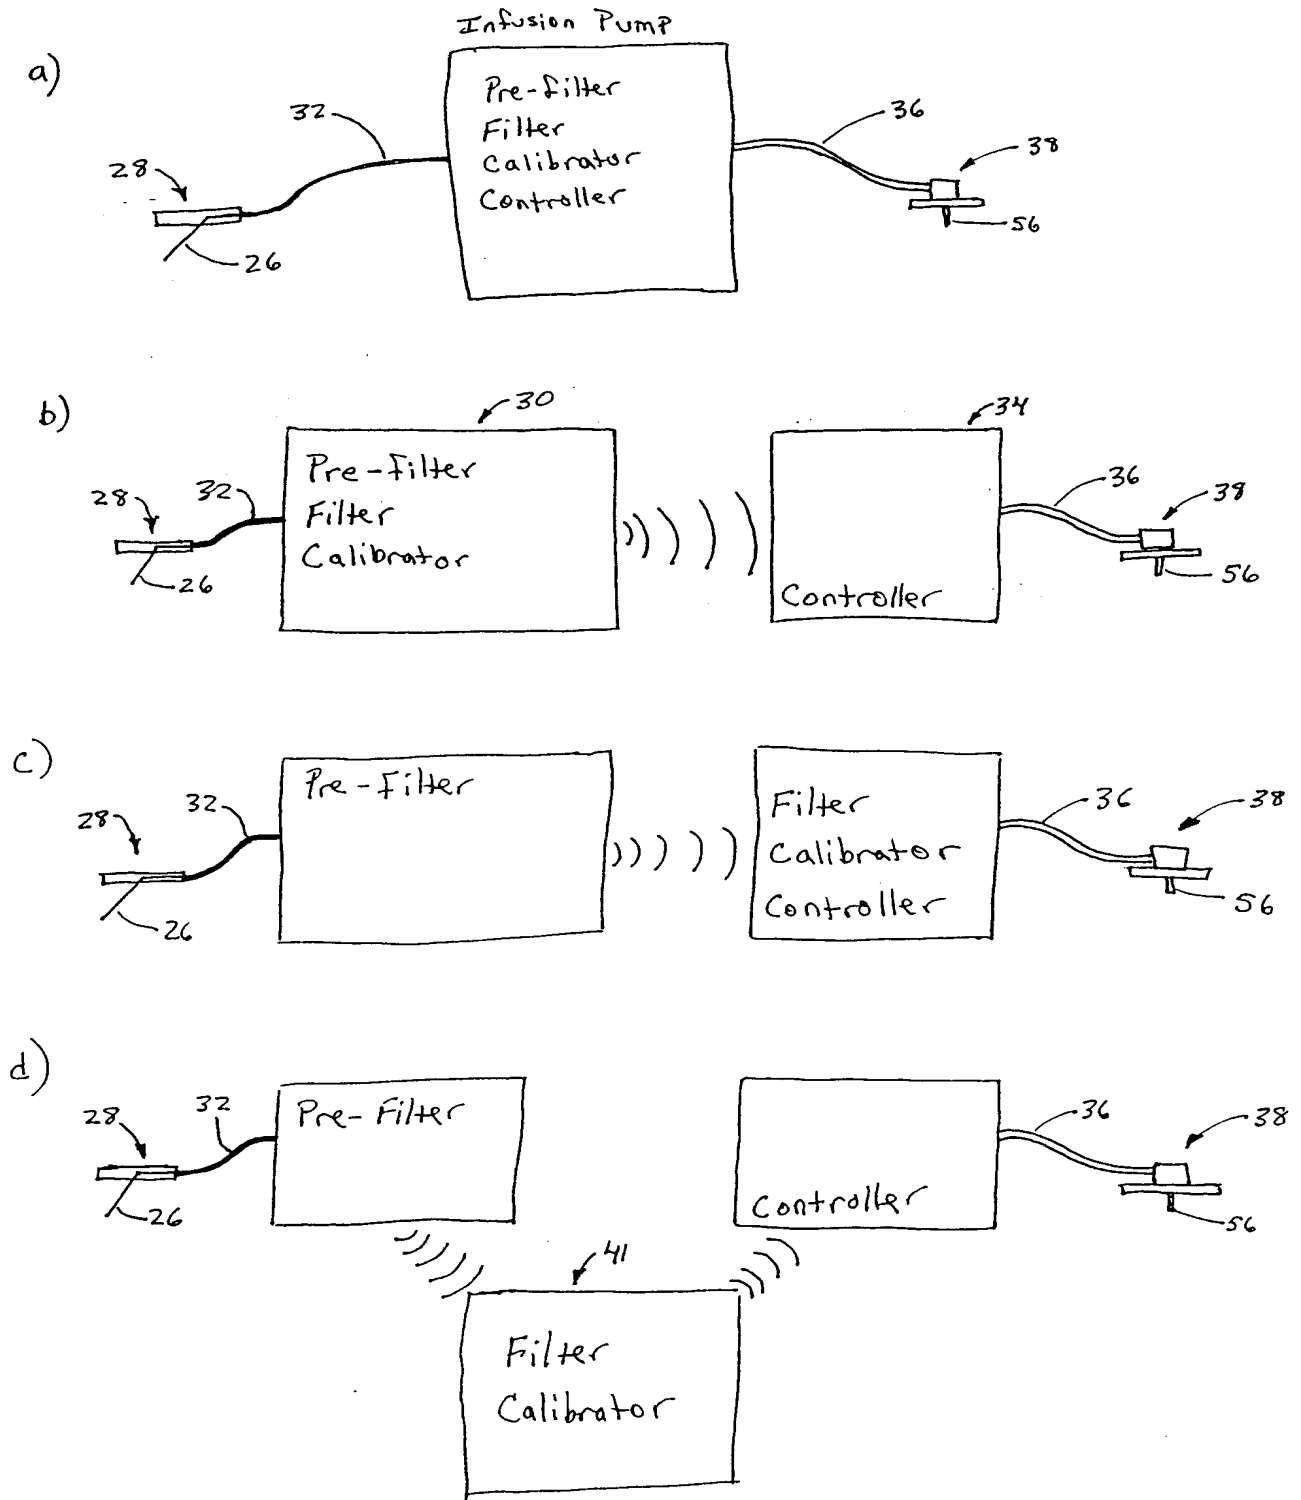 Infusion Pump
a)
Pre-Filter
Filter
Calibrator
Controller
32
36
28
38
26
56
b)
30
34
Pre-Filter
Filter
Calibrator
Controller
28
32
36
38
26
56
c)
Pre-Filter
Filter
Calibrator
Controller
28
32
36
38
26
56
d)
Pre-Filter
Controller
28
32
36
38
26
56
41
Filter
Calibrator